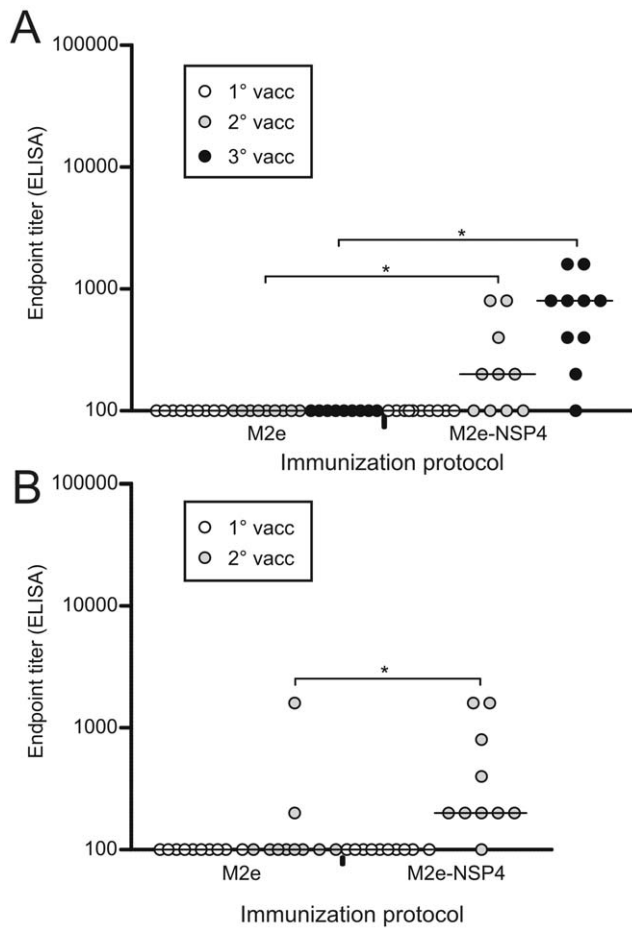 A
100000
10000
1000
100
Endpoint titer (ELISA)
1° vacc
2° vacc
3° vacc
*
*
M2e
M2e-NSP4
Immunization protocol
B
100000
10000
1000
100
Endpoint titer (ELISA)
1° vacc
2° vacc
*
M2e
M2e-NSP4
Immunization protocol